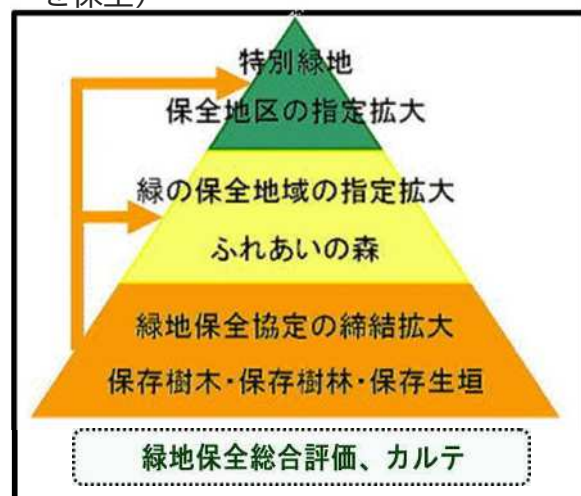 と保全）
特別緑地
保全地区の指定拡大
緑の保全地域の指定拡大
ふれあいの森
緑地保全協定の締結拡大
保存樹木・保存樹林・保存生垣
緑地保全総合評価、カルテ